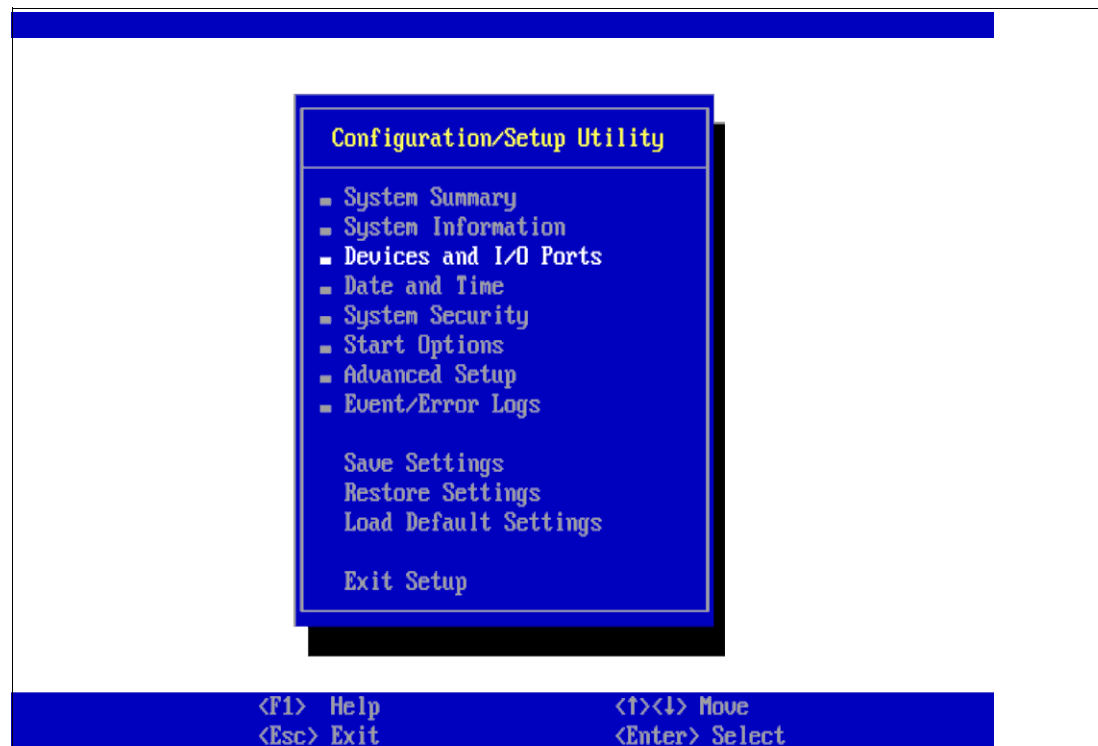 Configuration/Setup Utility
System Summary
System Information
Devices and I/O Ports
Date and Time
System Security
Start Options
Advanced Setup
Event/Error Logs
Save Settings
Restore Settings
Load Default Settings
Exit Setup
<F1> Help <↑><↓> Move
<Esc> Exit <Enter> Select